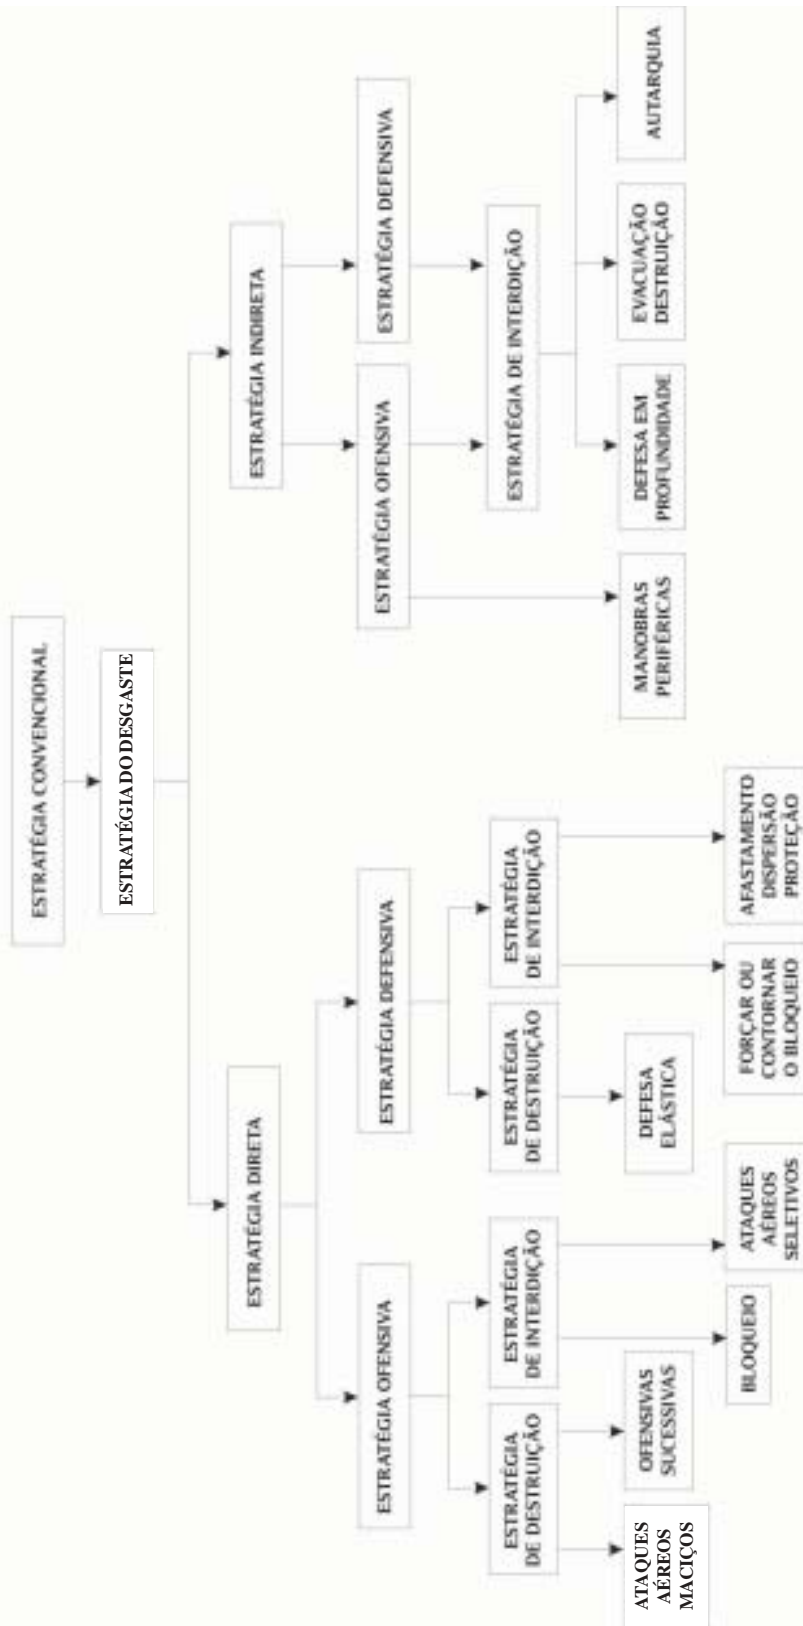 ESTRATÉGIA CONVENCIONAL
ESTRATÉGIA DO DESGASTE
ESTRATÉGIA DIRETA
ESTRATÉGIA INDIRETA
ESTRATÉGIA OFENSIVA
ESTRATÉGIA DEFENSIVA
ESTRATÉGIA OFENSIVA
ESTRATÉGIA DEFENSIVA
ESTRATÉGIA
DE DESTRUIÇÃO
ESTRATÉGIA
DE INTERDIÇÃO
ESTRATÉGIA
DE DESTRUIÇÃO
ESTRATÉGIA
DE INTERDIÇÃO
ESTRATÉGIA DE INTERDIÇÃO
ATAQUES
AÉREOS
MACIÇOS
OFENSIVAS
SUCESSIVAS
DEFESA
ELÁSTICA
MANOBRAS
PERIFÉRICAS
DEFESA EM
PROFUNDIDADE
EVACUAÇÃO
DESTRUIÇÃO
AUTARQUIA
BLOQUEIO
ATAQUES
AÉREOS
SELETIVOS
FORÇAR OU
CONTORNAR
O BLOQUEIO
AFASTAMENTO
DISPERSÃO
PROTEÇÃO